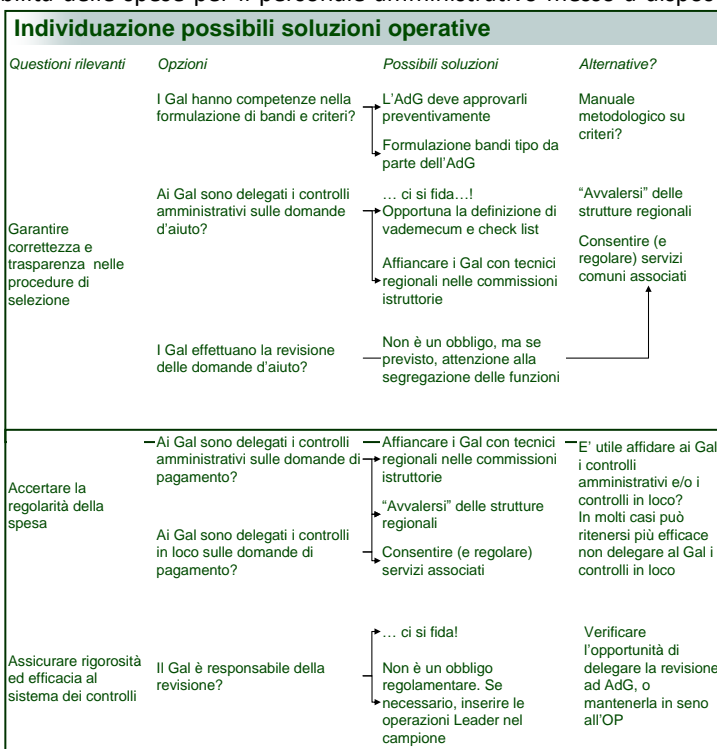 Individuazione possibili soluzioni operative
Questioni rilevanti
Opzioni
Possibili soluzioni
Alternative?
Garantire
correttezza e
trasparenza nelle
procedure di
selezione
I Gal hanno competenze nella
formulazione di bandi e criteri?
L'AdG deve approvarli
preventivamente
Formulazione bandi tipo da
parte dell'AdG
Manuale
metodologico su
criteri?
Ai Gal sono delegati i controlli
amministrativi sulle domande
d'aiuto?
… ci si fida…!
Opportuna la definizione di
vademecum e check list
Affiancare i Gal con tecnici
regionali nelle commissioni
istruttorie
“Avvalersi” delle
strutture regionali
Consentire (e
regolare) servizi
comuni associati
I Gal effettuano la revisione
delle domande d'aiuto?
Non è un obbligo, ma se
previsto, attenzione alla
segregazione delle funzioni
Accertare la
regolarità della
spesa
Ai Gal sono delegati i controlli
amministrativi sulle domande di
pagamento?
Ai Gal sono delegati i controlli
in loco sulle domande di
pagamento?
Affiancare i Gal con tecnici
regionali nelle commissioni
istruttorie
“Avvalersi” delle strutture
regionali
Consentire (e regolare)
servizi associati
E' utile affidare ai Gal
i controlli
amministrativi e/o i
controlli in loco?
In molti casi può
ritenersi più efficace
non delegare al Gal i
controlli in loco
Assicurare rigorosità
ed efficacia al
sistema dei controlli
Il Gal è responsabile della
revisione?
… ci si fida!
Non è un obbligo
regolamentare. Se
necessario, inserire le
operazioni Leader nel
campione
Verificare
l'opportunità di
delegare la revisione
ad AdG, o
mantenerla in seno
all'OP